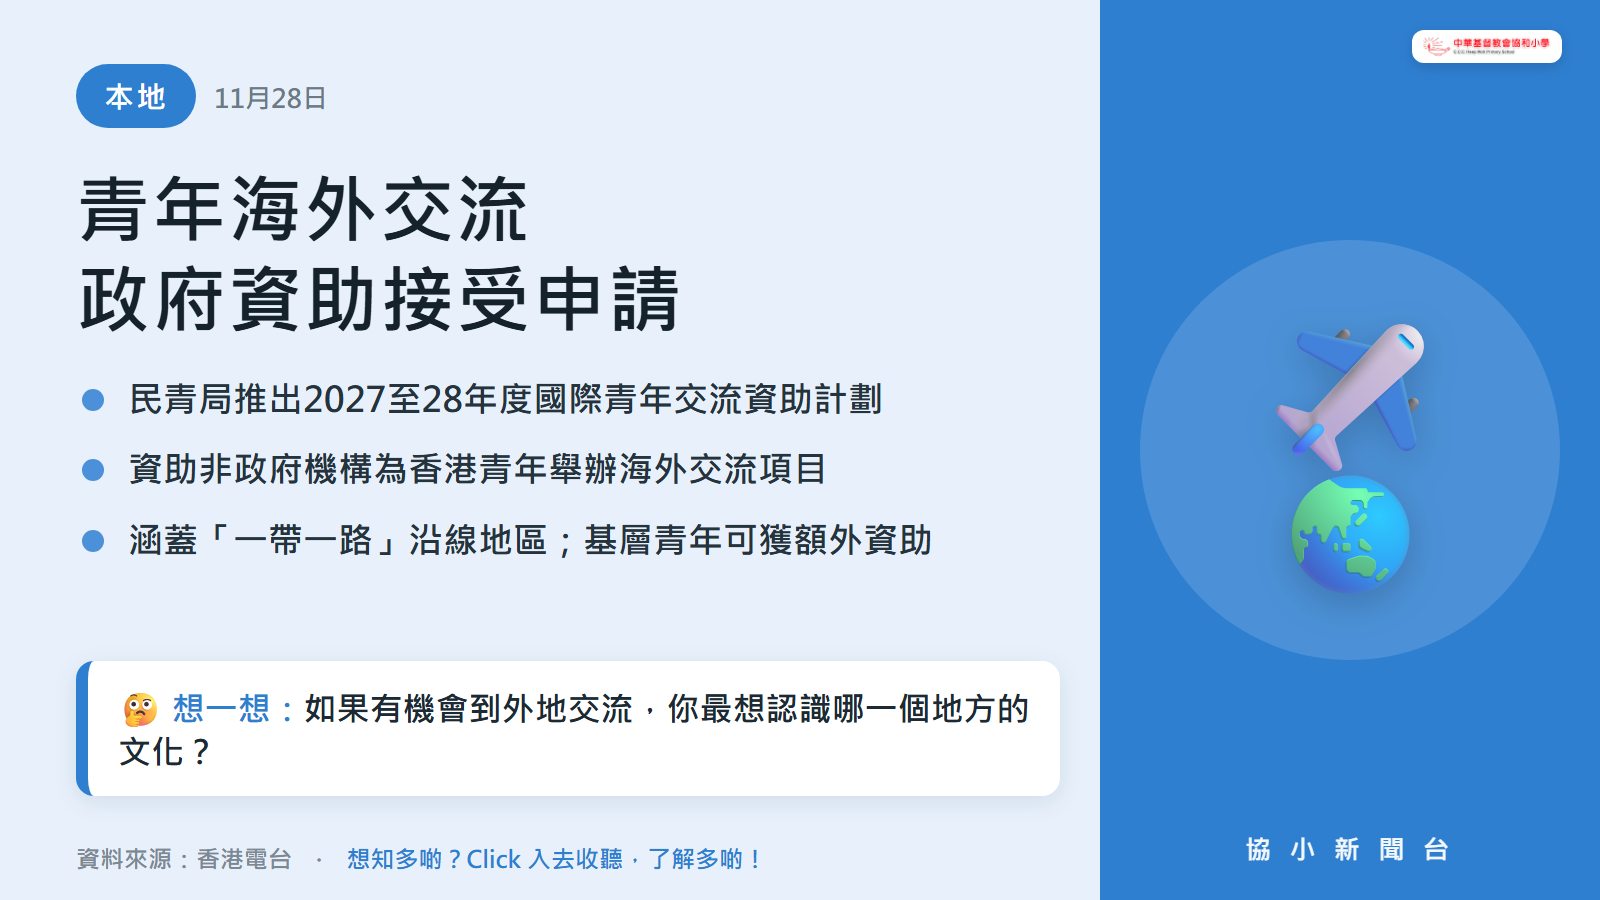 中華基督教會協和小學
本地
11月28日
青年海外交流
政府資助接受申請
民青局推出2027至28年度國際青年交流資助計劃
資助非政府機構為香港青年舉辦海外交流項目
涵蓋「一帶一路」沿線地區；基層青年可獲額外資助
想一想：如果有機會到外地交流，你最想認識哪一個地方的
文化？
資料來源：香港電台 · 想知多啲？Click 入去收聽，了解多啲！
協小新聞台